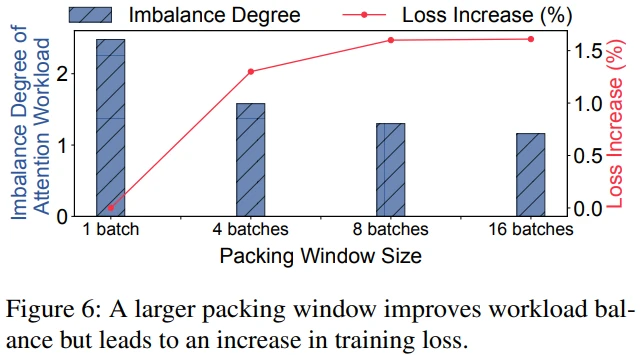 Imbalance Degree Loss Increase (%)
Imbalance Degree of
Attention Workload
2
1
0
1.5
1.0
0.5
0.0
Loss Increase (%)
1 batch 4 batches 8 batches 16 batches
Packing Window Size
Figure 6: A larger packing window improves workload bal-
ance but leads to an increase in training loss.